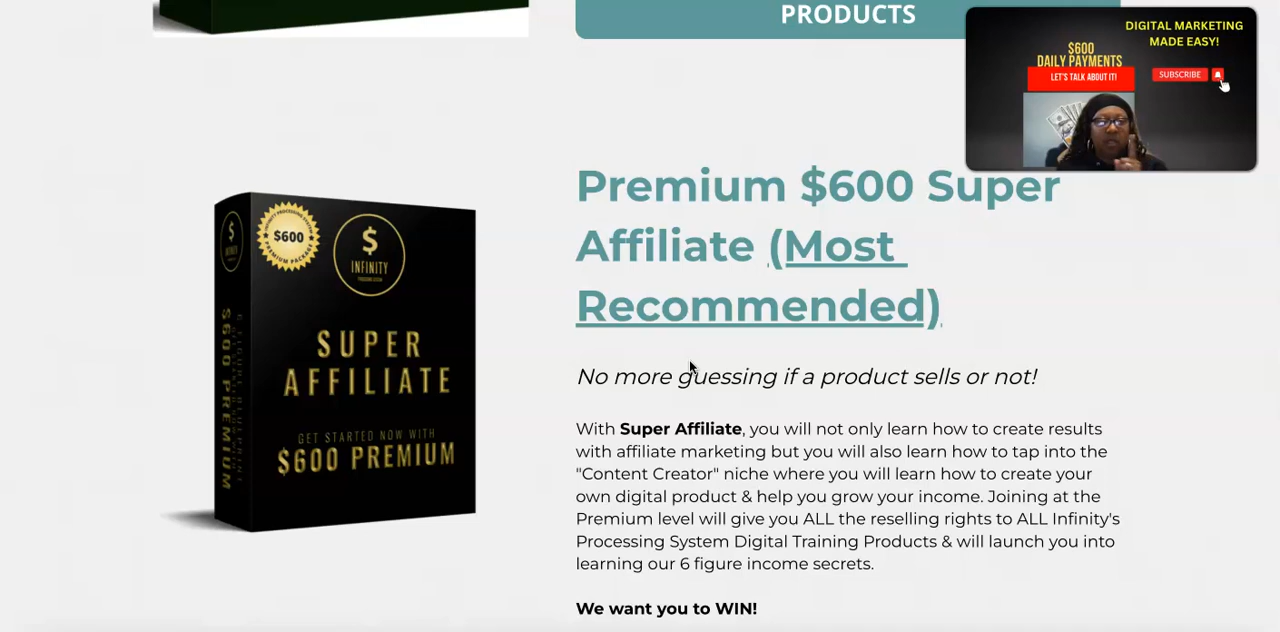 PRODUCTS
DIGITAL MARKETING
MADE EASY!
$600
DAILY PAYMENTS
LET'S TALK ABOUT IT!
SUBSCRIBE
Premium $600 Super
Affiliate (Most
Recommended)
No more guessing if a product sells or not!
With Super Affiliate, you will not only learn how to create results
with affiliate marketing but you will also learn how to tap into the
"Content Creator" niche where you will learn how to create your
own digital product & help you grow your income. Joining at the
Premium level will give you ALL the reselling rights to ALL Infinity's
Processing System Digital Training Products & will launch you into
learning our 6 figure income secrets.
We want you to WIN!
$600
$
INFINITY
SUPER
AFFILIATE
GET STARTED NOW WITH
$600 PREMIUM
$600 PREMIUM